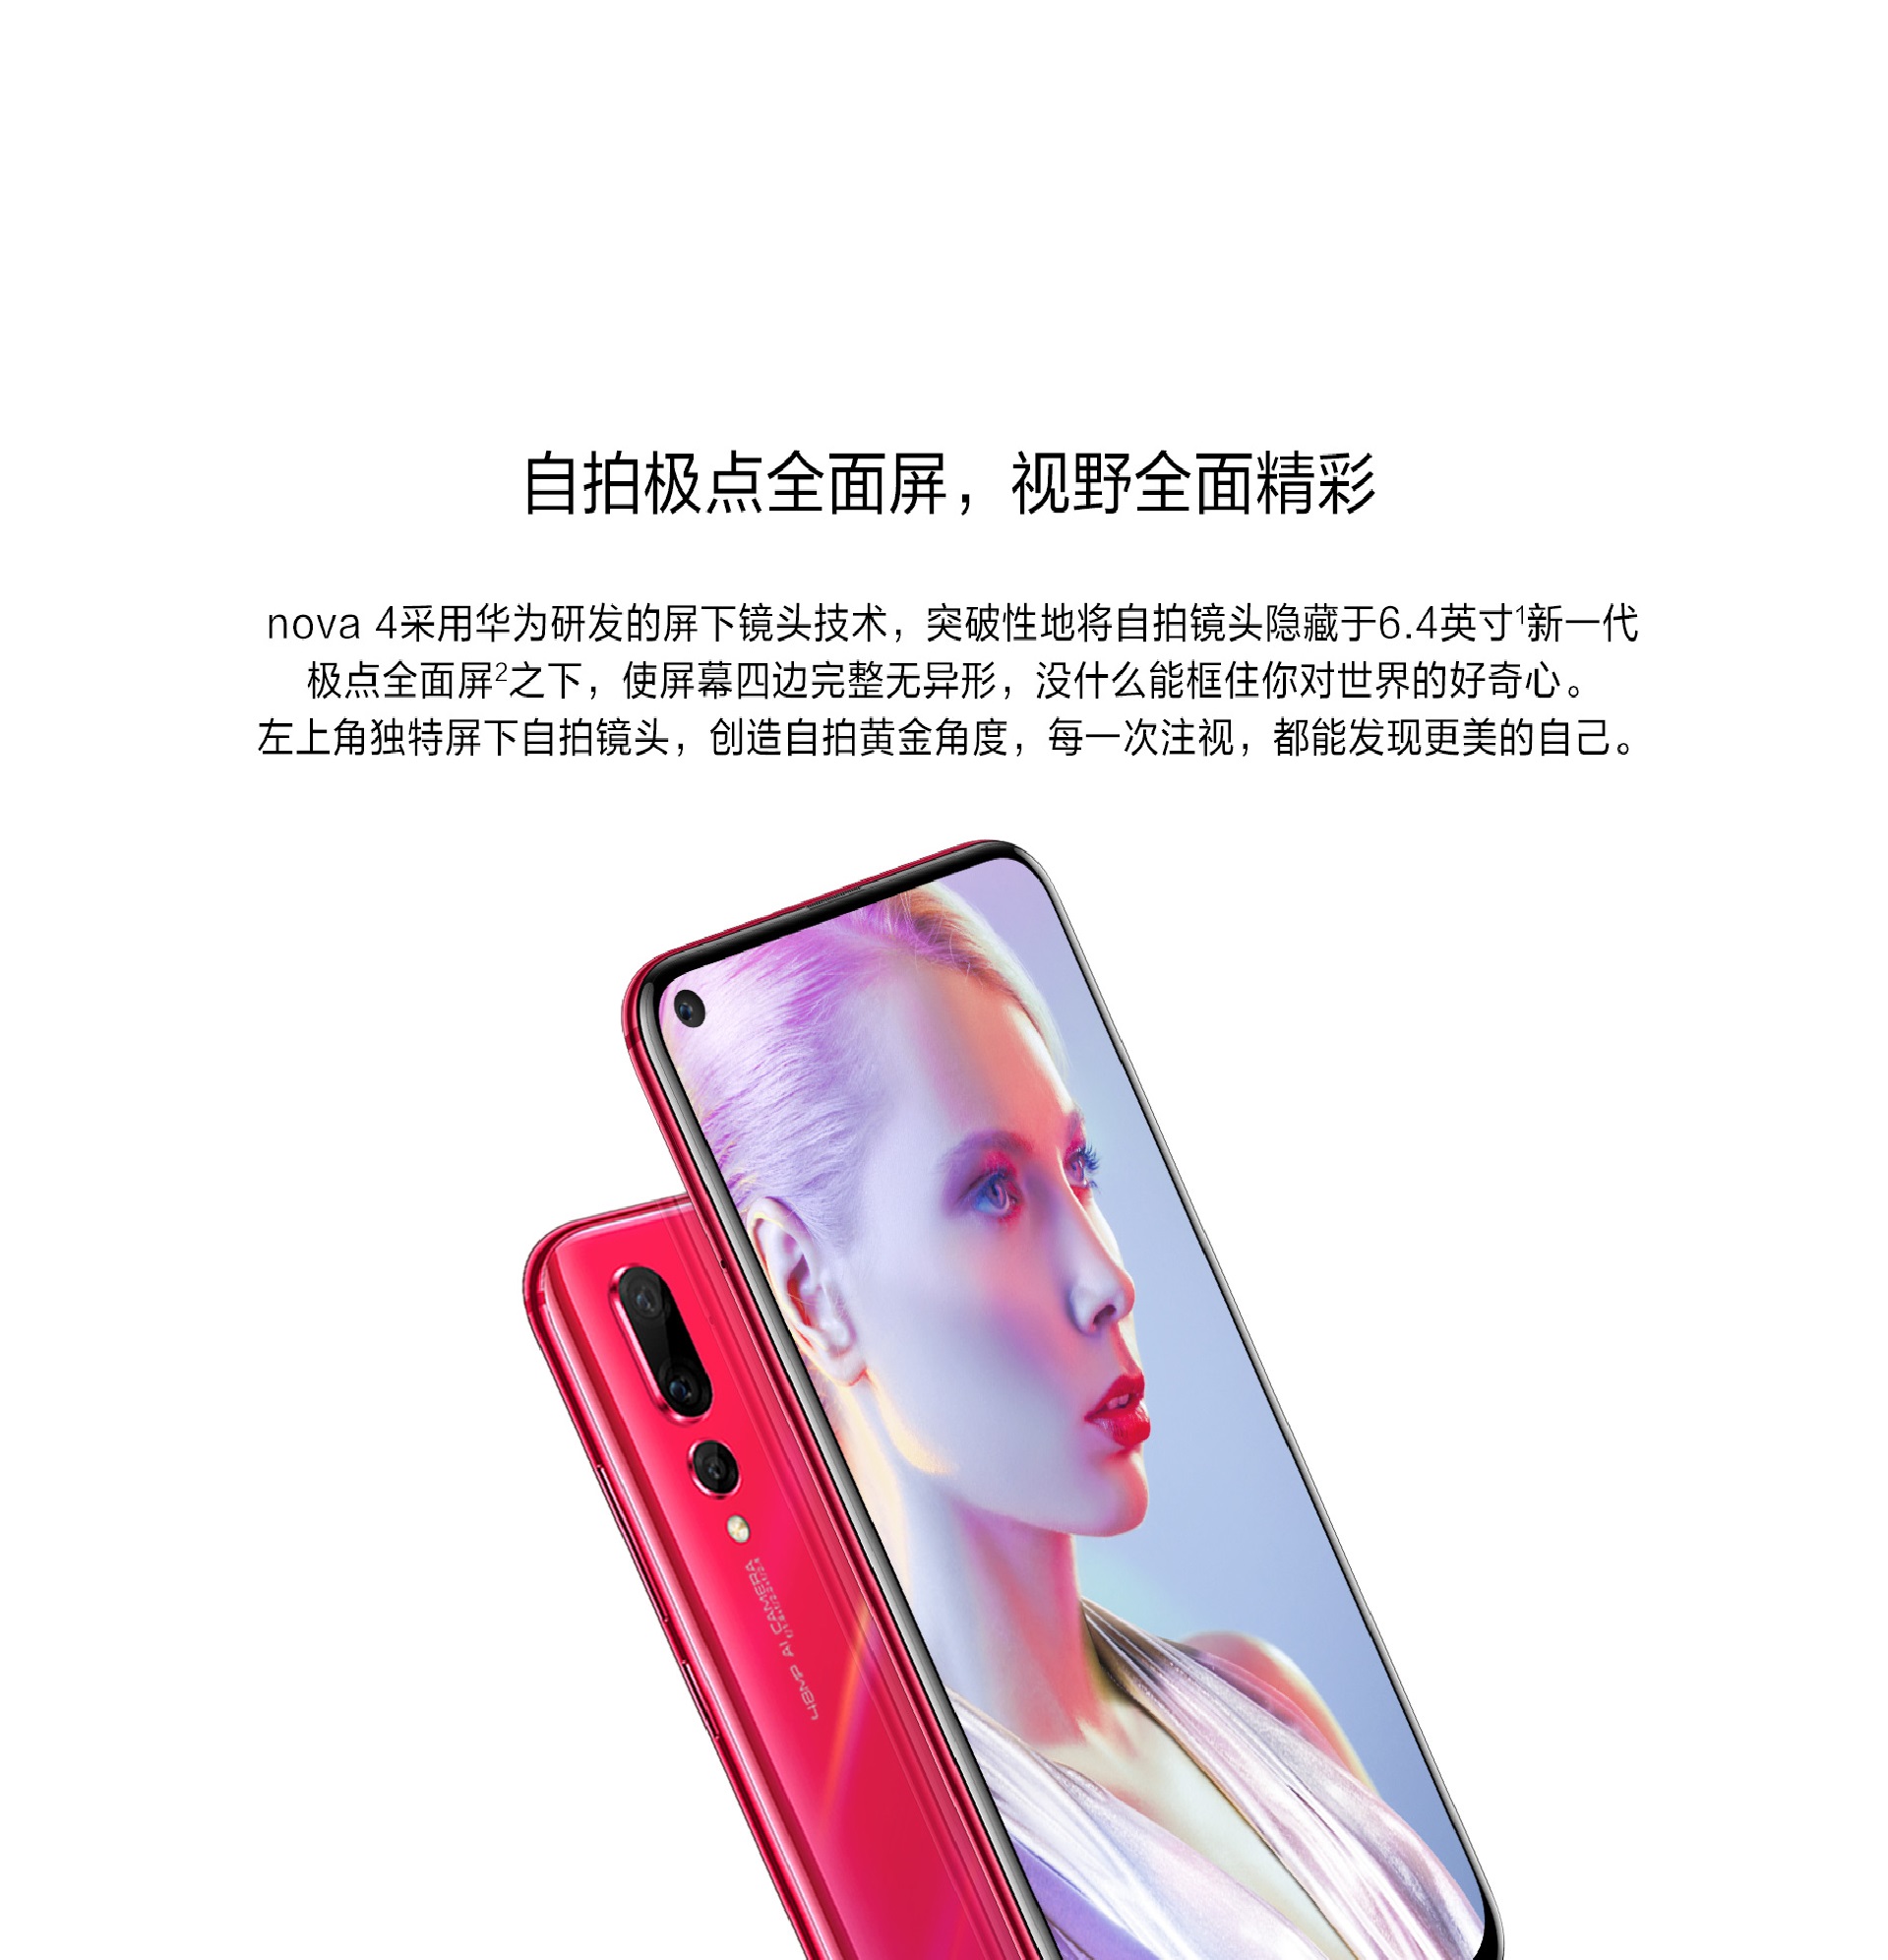 自拍极点全面屏，视野全面精彩
nova 4采用华为研发的屏下镜头技术，突破性地将自拍镜头隐藏于6.4英寸¹新一代
极点全面屏²之下，使屏幕四边完整无异形，没什么能框住你对世界的好奇心。
左上角独特屏下自拍镜头，创造自拍黄金角度，每一次注视，都能发现更美的自己。
48MP AI CAMERA